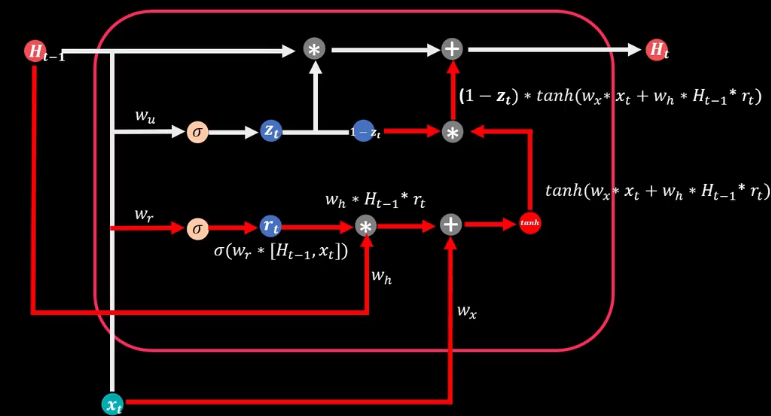 H_{t-1}
*
+
H_t
(1 − z_t) * tanh(w_x* x_t + w_h * H_{t-1}* r_t)
w_u
σ
z_t
1 − z_t
*
tanh(w_x* x_t + w_h * H_{t-1}* r_t)
w_h * H_{t-1}* r_t
w_r
σ
r_t
*
+
tanh
σ(w_r * [H_{t-1}, x_t])
w_h
w_x
x_t